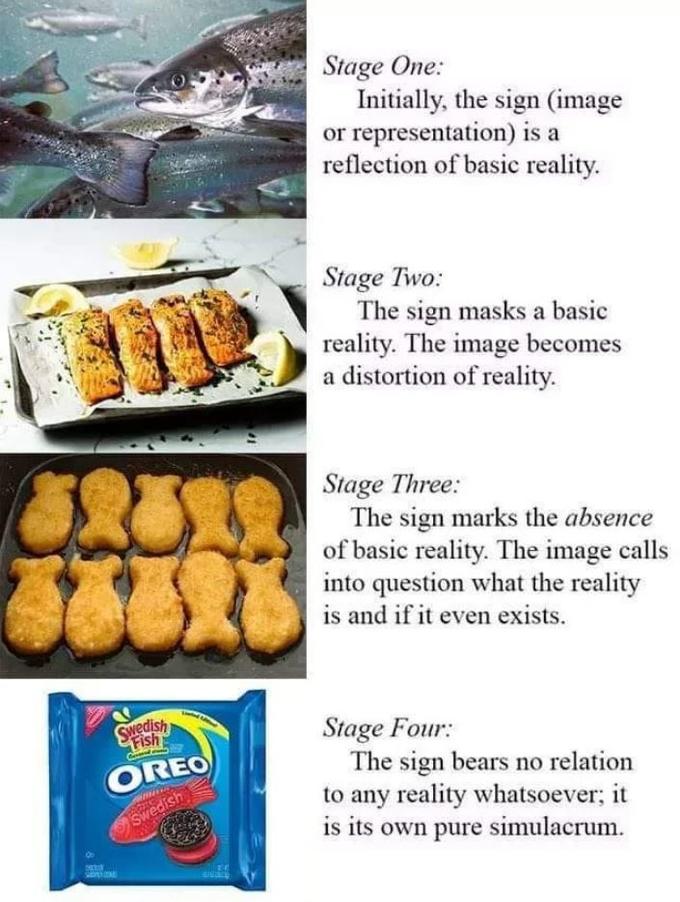 Stage One:
Initially, the sign (image
or representation) is a
reflection of basic reality.
Stage Two:
The sign masks a basic
reality. The image becomes
a distortion of reality.
Stage Three:
The sign marks the absence
of basic reality. The image calls
into question what the reality
is and if it even exists.
Swedish
Fish
OREO
Swedish
Stage Four:
The sign bears no relation
to any reality whatsoever; it
is its own pure simulacrum.